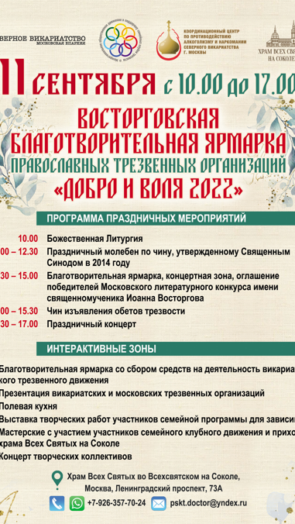 ВЕРНОЕ ВИКАРИАТСТВО
МОСКОВСКАЯ ЕПАРХИЯ
КООРДИНАЦИОННЫЙ ЦЕНТР
ПО ПРОТИВОДЕЙСТВИЮ
АЛКОГОЛИЗМУ И НАРКОМАНИИ
СЕВЕРНОГО ВИКАРИАТСТВА
Г. МОСКВЫ
ХРАМ ВСЕХ СВЯ
НА СОКОЛЕ
11 СЕНТЯБРЯ С 10.00 ДО 17.00
ВОСТОРГОВСКАЯ
БЛАГОТВОРИТЕЛЬНАЯ ЯРМАРКА
ПРАВОСЛАВНЫХ ТРЕЗВЕННЫХ ОРГАНИЗАЦИЙ
«ДОБРО И ВОЛЯ 2022»
ПРОГРАММА ПРАЗДНИЧНЫХ МЕРОПРИЯТИЙ
10.00 Божественная Литургия
00 – 12.30 Праздничный молебен по чину, утвержденному Священным
Синодом в 2014 году
30 – 15.00 Благотворительная ярмарка, концертная зона, оглашение
победителей Московского литературного конкурса имени
священномученика Иоанна Восторгова
00 – 15.30 Чин изъявления обетов трезвости
30 – 17.00 Праздничный концерт
ИНТЕРАКТИВНЫЕ ЗОНЫ
Благотворительная ярмарка со сбором средств на деятельность викариа
кого трезвенного движения
Презентация викариатских и московских трезвенных организаций
Полевая кухня
Выставка творческих работ участников семейной программы для зависи
Мастерские с участием участников семейного клубного движения и прихо
храма Всех Святых на Соколе
Концерт творческих коллективов
Храм Всех Святых во Всехсвятском на Соколе,
Москва, Ленинградский проспект, 73А
+7-926-357-70-24 pskt.doctor@yndex.ru